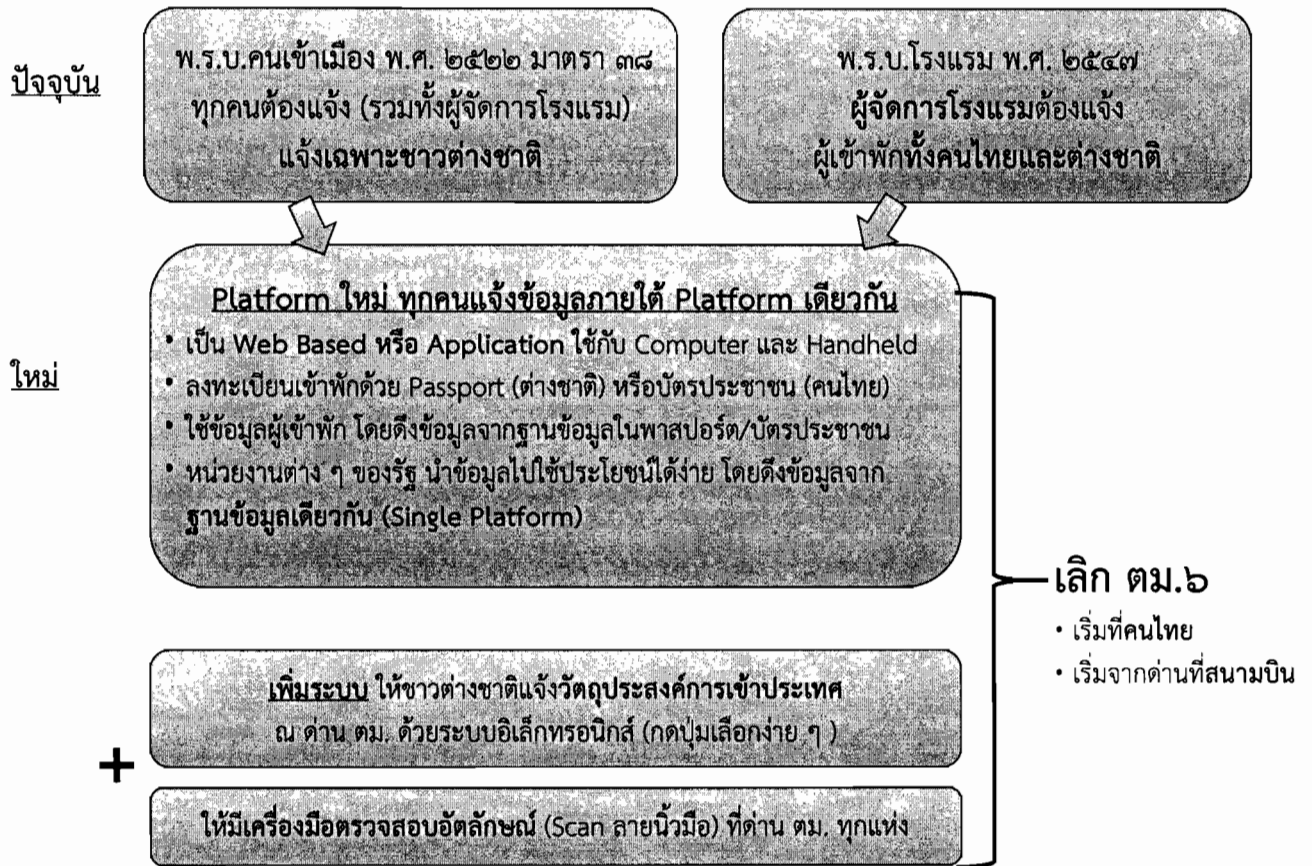 ปัจจุบัน
พ.ร.บ.คนเข้าเมือง พ.ศ. ๒๕๒๒ มาตรา ๓๘
ทุกคนต้องแจ้ง (รวมทั้งผู้จัดการโรงแรม)
แจ้งเฉพาะชาวต่างชาติ
พ.ร.บ.โรงแรม พ.ศ. ๒๕๔๗
ผู้จัดการโรงแรมต้องแจ้ง
ผู้เข้าพักทั้งคนไทยและต่างชาติ
ใหม่
Platform ใหม่ ทุกคนแจ้งข้อมูลภายใต้ Platform เดียวกัน
• เป็น Web Based หรือ Application ใช้กับ Computer และ Handheld
• ลงทะเบียนเข้าพักด้วย Passport (ต่างชาติ) หรือบัตรประชาชน (คนไทย)
• ใช้ข้อมูลผู้เข้าพัก โดยดึงข้อมูลจากฐานข้อมูลในพาสปอร์ต/บัตรประชาชน
• หน่วยงานต่าง ๆ ของรัฐ นำข้อมูลไปใช้ประโยชน์ได้ง่าย โดยดึงข้อมูลจาก
ฐานข้อมูลเดียวกัน (Single Platform)
+
เพิ่มระบบ ให้ชาวต่างชาติแจ้งวัตถุประสงค์การเข้าประเทศ
ณ ด่าน ตม. ด้วยระบบอิเล็กทรอนิกส์ (กดปุ่มเลือกง่าย ๆ )
ให้มีเครื่องมือตรวจสอบอัตลักษณ์ (Scan ลายนิ้วมือ) ที่ด่าน ตม. ทุกแห่ง
เลิก ตม.๖
• เริ่มที่คนไทย
• เริ่มจากด่านที่สนามบิน